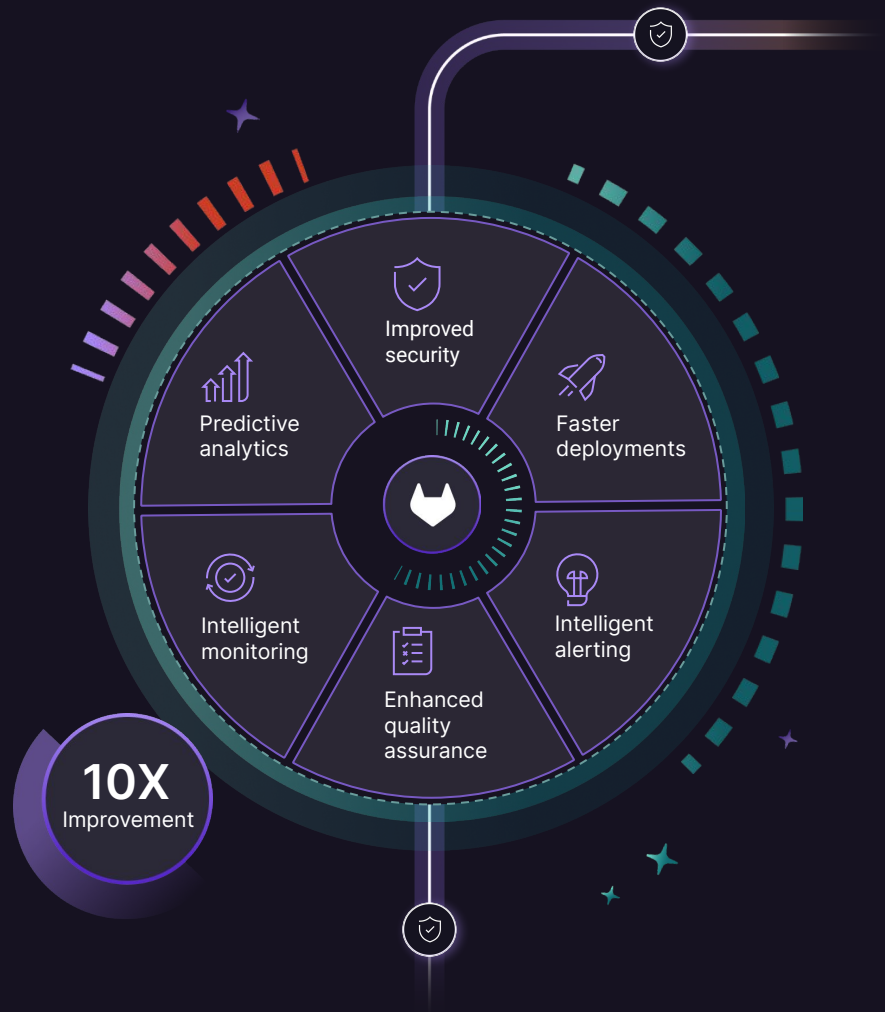 Improved
security
Predictive
analytics
Faster
deployments
Intelligent
monitoring
Intelligent
alerting
Enhanced
quality
assurance
10X
Improvement